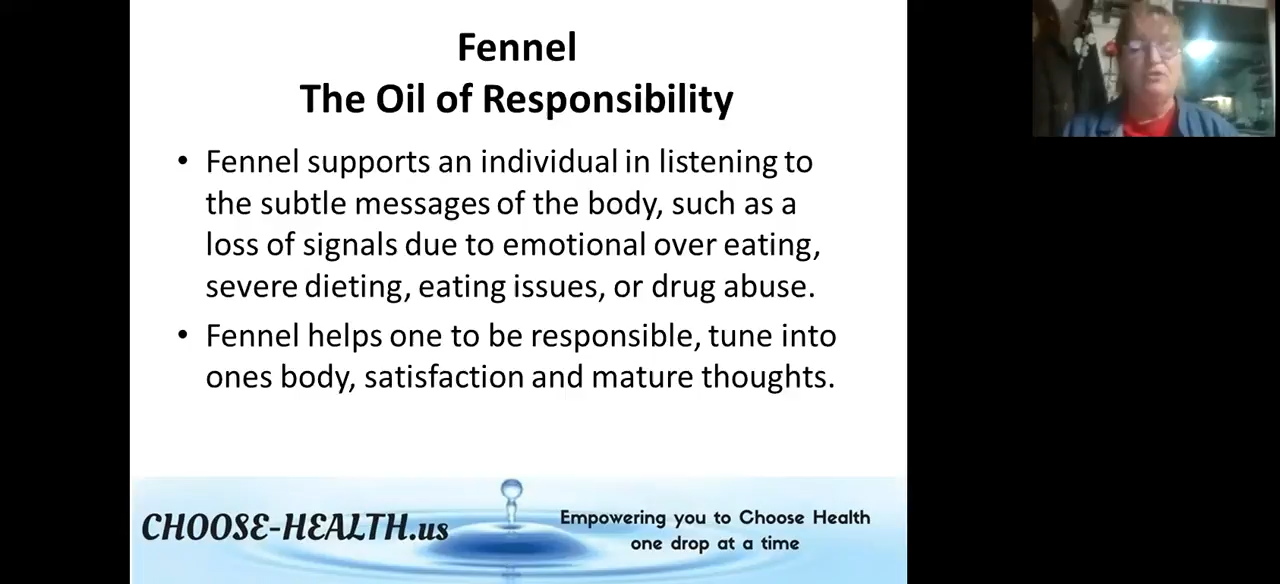 Fennel
The Oil of Responsibility
• Fennel supports an individual in listening to
the subtle messages of the body, such as a
loss of signals due to emotional over eating,
severe dieting, eating issues, or drug abuse.
• Fennel helps one to be responsible, tune into
ones body, satisfaction and mature thoughts.
CHOOSE-HEALTH.us
Empowering you to Choose Health
one drop at a time